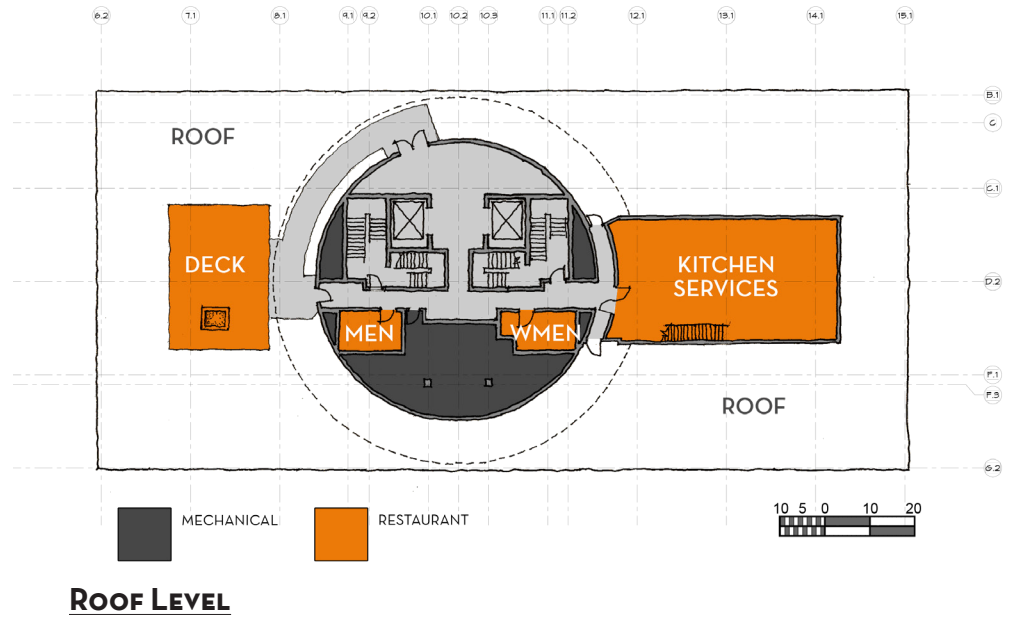 6.2 7.1 8.1 9.1 9.2 10.1 10.2 10.3 11.1 11.2 12.1 13.1 14.1 15.1
B.1
C
ROOF
C.1
DECK
KITCHEN
SERVICES
D.2
MEN
WMEN
F.1
F.3
ROOF
G.2
MECHANICAL
RESTAURANT
10 5 0 10 20
ROOF LEVEL